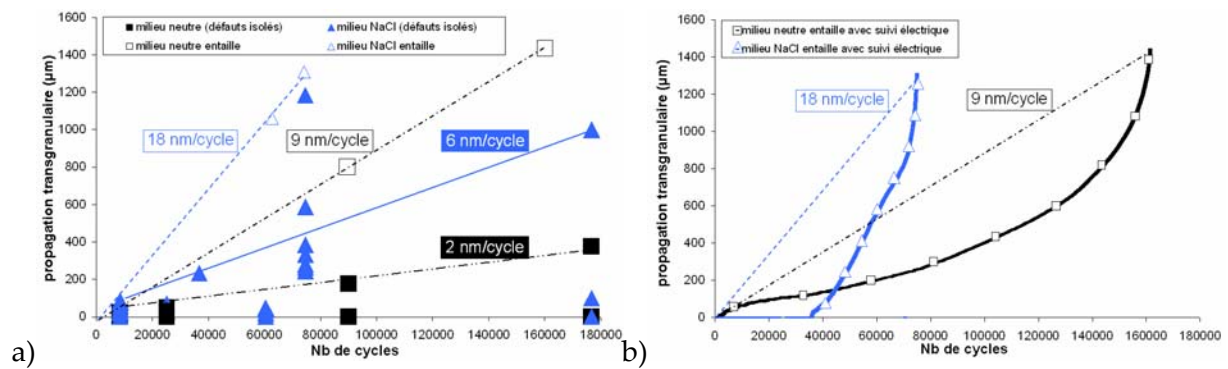 milieu neutre (défauts isolés)
milieu NaCl (défauts isolés)
milieu neutre entaille
milieu NaCl entaille
1600
1400
1200
1000
800
600
400
200
0
propagation transgranulaire (µm)
18 nm/cycle
9 nm/cycle
6 nm/cycle
2 nm/cycle
0 20000 40000 60000 80000 100000 120000 140000 160000 180000
Nb de cycles
a)
milieu neutre entaille avec suivi électrique
milieu NaCl entaille avec suivi électrique
1600
1400
1200
1000
800
600
400
200
0
propagation transgranulaire (µm)
18 nm/cycle
9 nm/cycle
0 20000 40000 60000 80000 100000 120000 140000 160000 180000
Nb de cycles
b)